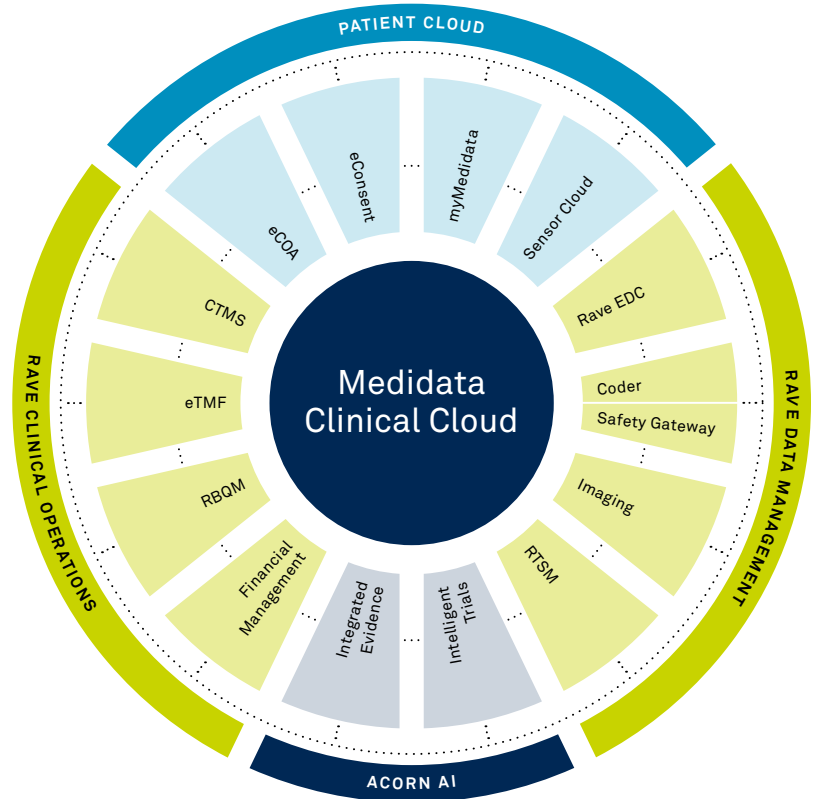 PATIENT CLOUD
eCOA
eConsent
myMedidata
Sensor Cloud
RAVE DATA MANAGEMENT
Rave EDC
Coder
Safety Gateway
Imaging
RTSM
ACORN AI
Intelligent
Trials
Integrated
Evidence
RAVE CLINICAL OPERATIONS
Financial
Management
RBQM
eTMF
CTMS
Medidata
Clinical Cloud